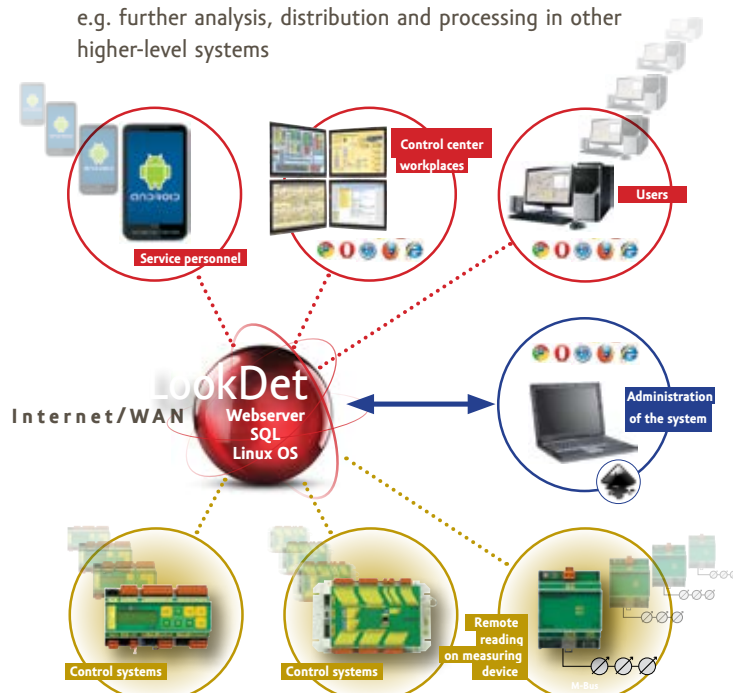 e.g. further analysis, distribution and processing in other
higher-level systems
Control center
workplaces
Users
Service personnel
LookDet
Internet/WAN
Webserver
SQL
Linux OS
Administration
of the system
Remote
reading
on measuring
device
Control systems
Control systems
M-Bus